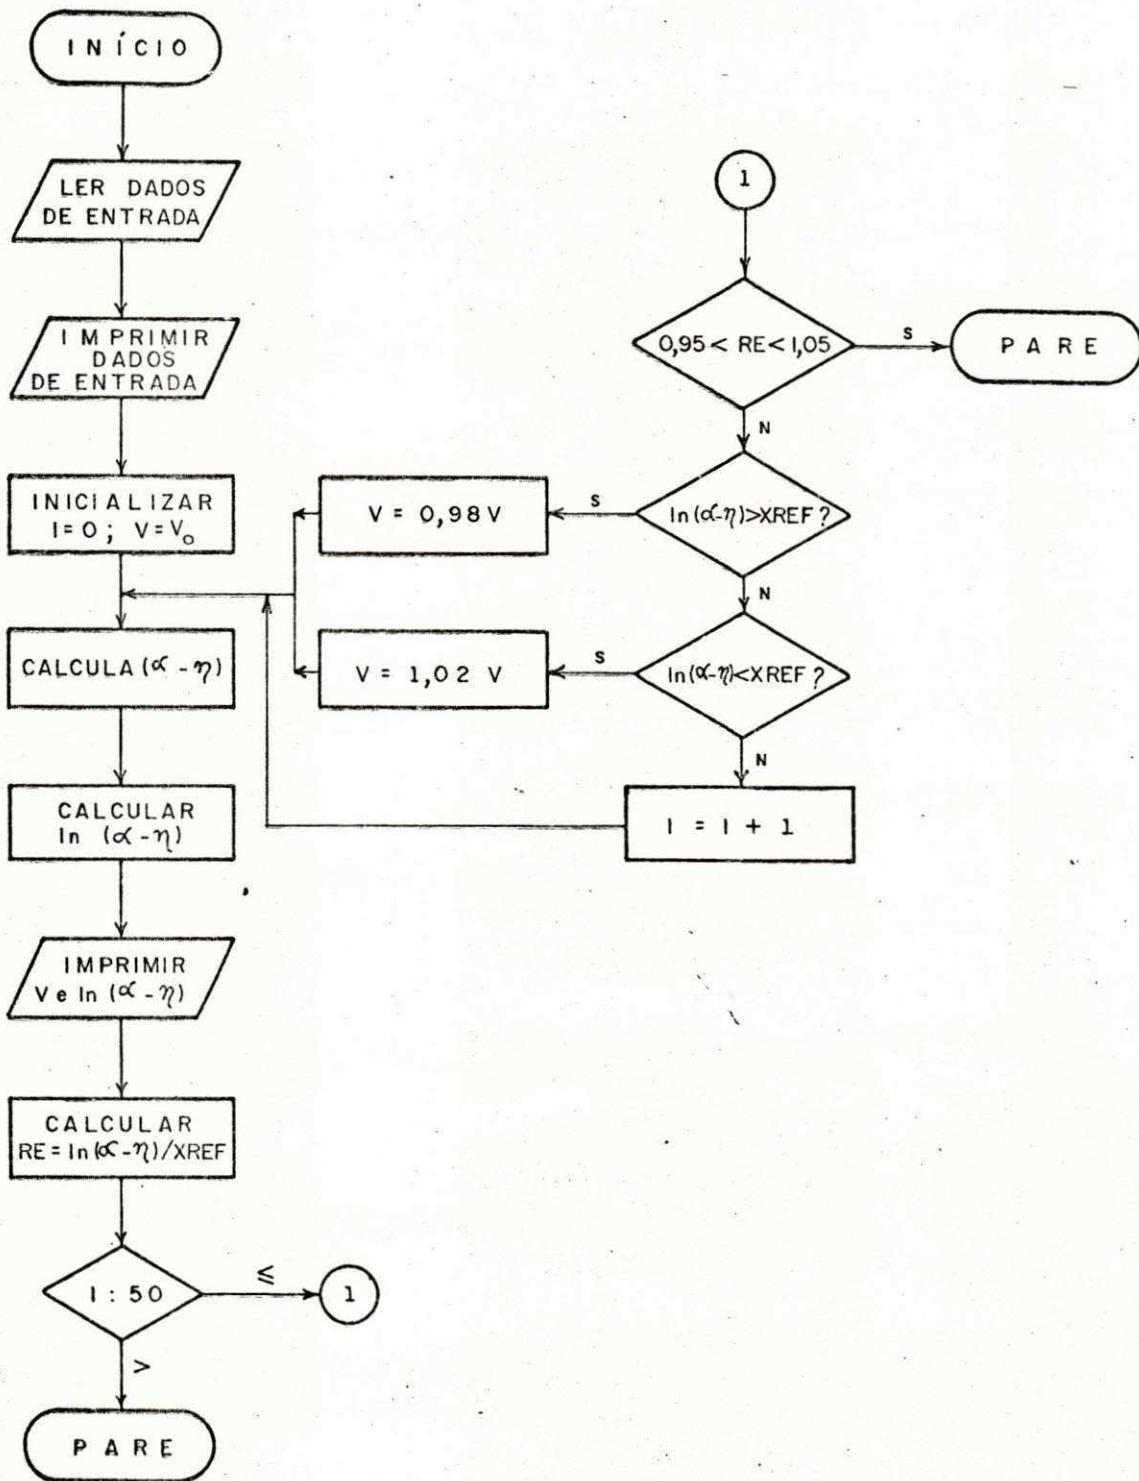 INÍCIO
LER DADOS
DE ENTRADA
IMPRIMIR
DADOS
DE ENTRADA
INICIALIZAR
I=0; V=V₀
CALCULA (α - η)
CALCULAR
ln (α - η)
IMPRIMIR
V e ln (α - η)
CALCULAR
RE = ln(α - η)/XREF
I : 50
≤
1
>
PARE
1
0,95 < RE < 1,05
S
PARE
N
ln(α-η)>XREF?
S
V = 0,98 V
N
ln(α-η)<XREF?
S
V = 1,02 V
N
I = I + 1